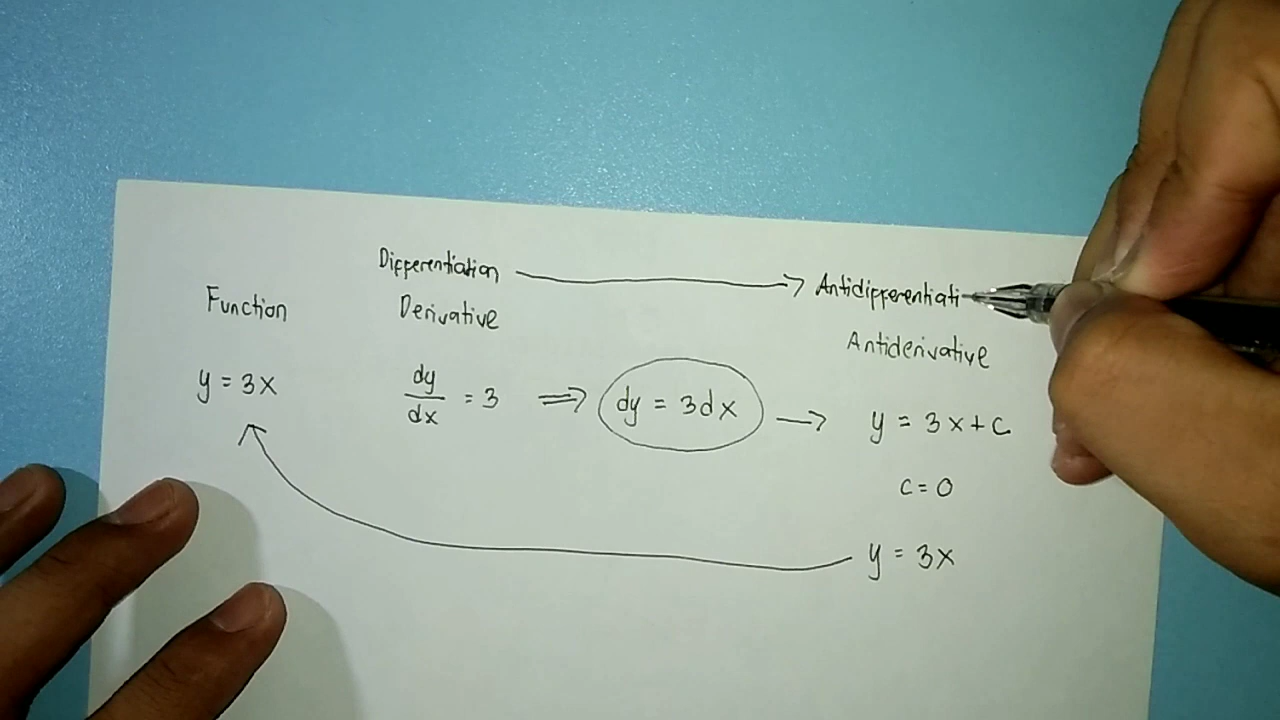 Differentiation → Antidifferentiati
Function Derivative Antiderivative
y = 3x dy/dx = 3 ⇒ dy = 3dx → y = 3x + c
c = 0
y = 3x